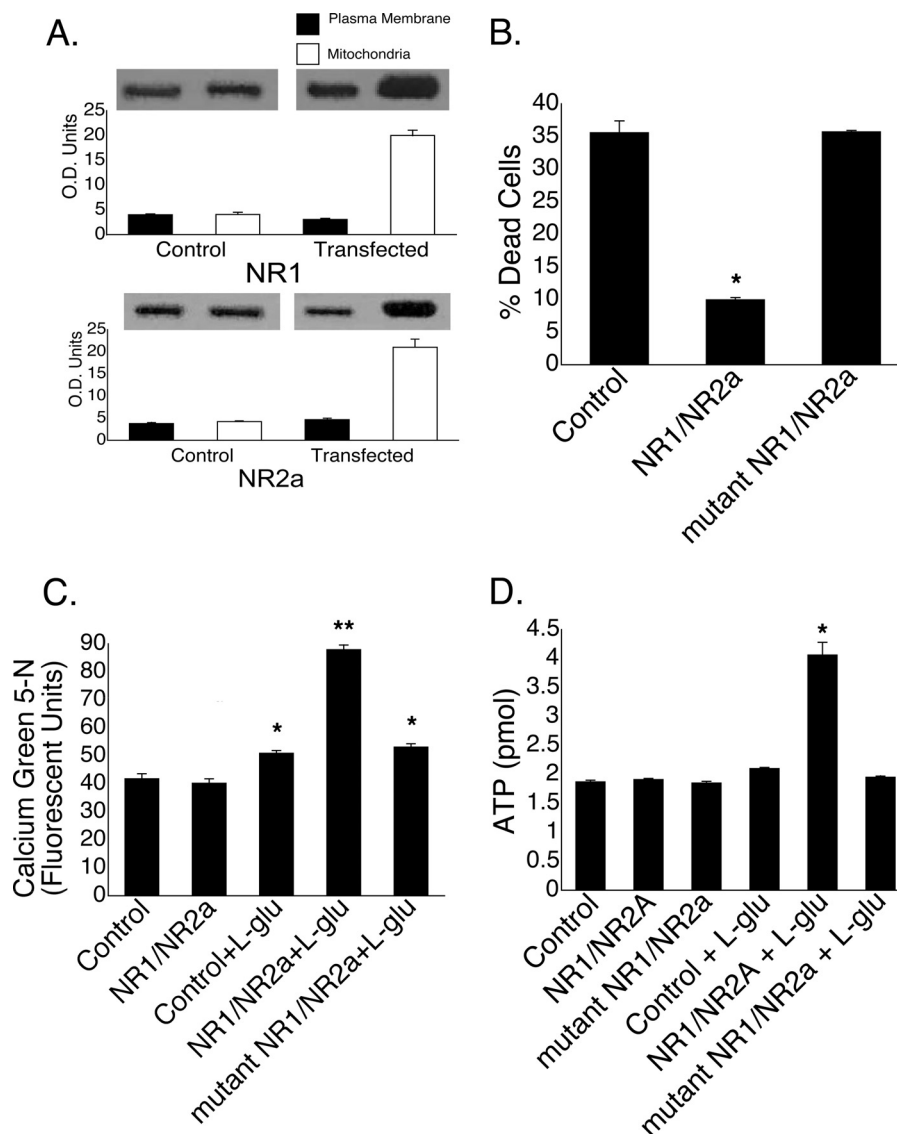 A.
Plasma Membrane
Mitochondria
O.D. Units
25
20
15
10
5
0
Control
Transfected
NR1
O.D. Units
25
20
15
10
5
0
Control
Transfected
NR2a
B.
% Dead Cells
40
35
30
25
20
15
10
5
0
*
Control
NR1/NR2a
mutant NR1/NR2a
C.
Calcium Green 5-N
(Fluorescent Units)
90
80
70
60
50
40
30
20
10
0
*
**
*
Control
NR1/NR2a
Control+L-glu
NR1/NR2a+L-glu
mutant NR1/NR2a+L-glu
D.
ATP (pmol)
4.5
4
3.5
3
2.5
2
1.5
1
0.5
0
*
Control
NR1/NR2A
mutant NR1/NR2a
Control + L-glu
NR1/NR2A + L-glu
mutant NR1/NR2a + L-glu